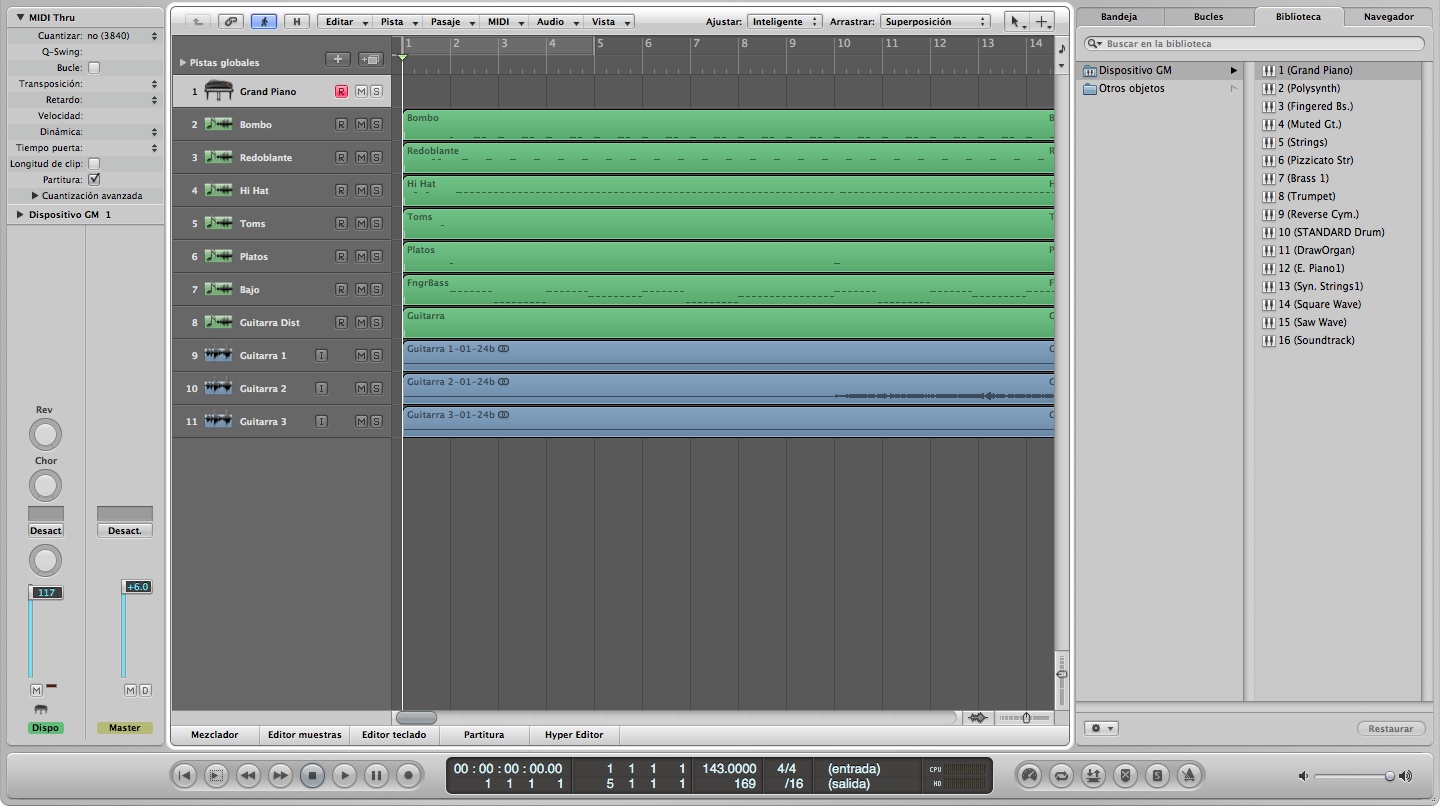 MIDI Thru
Cuantizar: no (3840)
Q-Swing:
Bucle:
Transposición:
Retardo:
Velocidad:
Dinámica:
Tiempo puerta:
Longitud de clip:
Partitura:
Cuantización avanzada
Dispositivo GM 1
Rev
Chor
Desact
Desact.
117
+6.0
M
M D
Dispo
Master
H
Editar
Pista
Pasaje
MIDI
Audio
Vista
Ajustar: Inteligente
Arrastrar: Superposición
Pistas globales
1 2 3 4 5 6 7 8 9 10 11 12 13 14
1 Grand Piano R M S
2 Bombo R M S
Bombo
3 Redoblante R M S
Redoblante
4 Hi Hat R M S
Hi Hat
5 Toms R M S
Toms
6 Platos R M S
Platos
7 Bajo R M S
FngrBass
8 Guitarra Dist R M S
Guitarra
9 Guitarra 1 I M S
Guitarra 1-01-24b
10 Guitarra 2 I M S
Guitarra 2-01-24b
11 Guitarra 3 I M S
Guitarra 3-01-24b
Mezclador
Editor muestras
Editor teclado
Partitura
Hyper Editor
Bandeja
Bucles
Biblioteca
Navegador
Buscar en la biblioteca
Dispositivo GM
Otros objetos
1 (Grand Piano)
2 (Polysynth)
3 (Fingered Bs.)
4 (Muted Gt.)
5 (Strings)
6 (Pizzicato Str)
7 (Brass 1)
8 (Trumpet)
9 (Reverse Cym.)
10 (STANDARD Drum)
11 (DrawOrgan)
12 (E. Piano1)
13 (Syn. Strings1)
14 (Square Wave)
15 (Saw Wave)
16 (Soundtrack)
Restaurar
00 : 00 : 00 : 00.00 1 1 1 1 143.0000 4/4 (entrada) CPU
1 1 1 1 5 1 1 1 169 /16 (salida) HD
S